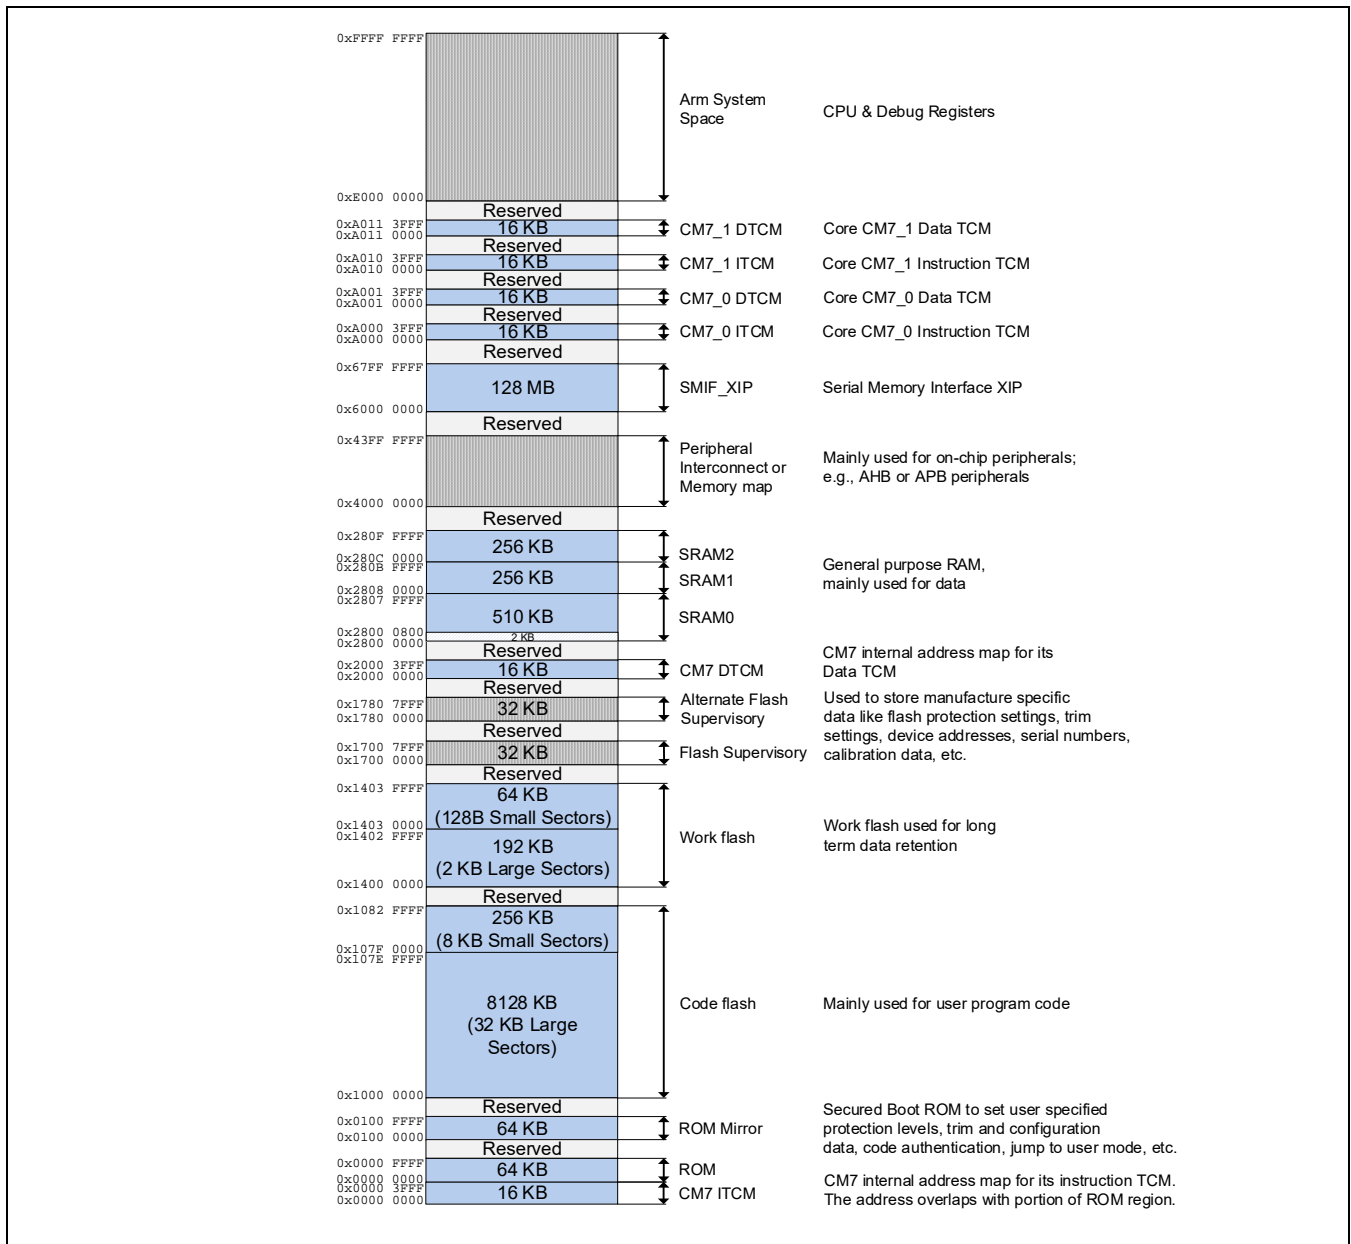 0xFFFF FFFF
Arm System
Space
CPU & Debug Registers
0xE000 0000
Reserved
0xA011 3FFF
0xA011 0000
16 KB
CM7_1 DTCM
Core CM7_1 Data TCM
Reserved
0xA010 3FFF
0xA010 0000
16 KB
CM7_1 ITCM
Core CM7_1 Instruction TCM
Reserved
0xA001 3FFF
0xA001 0000
16 KB
CM7_0 DTCM
Core CM7_0 Data TCM
Reserved
0xA000 3FFF
0xA000 0000
16 KB
CM7_0 ITCM
Core CM7_0 Instruction TCM
Reserved
0x67FF FFFF
128 MB
SMIF_XIP
Serial Memory Interface XIP
0x6000 0000
Reserved
0x43FF FFFF
Peripheral
Interconnect or
Memory map
Mainly used for on-chip peripherals;
e.g., AHB or APB peripherals
0x4000 0000
Reserved
0x280F FFFF
256 KB
SRAM2
0x280C 0000
0x280B FFFF
256 KB
SRAM1
General purpose RAM,
mainly used for data
0x2808 0000
0x2807 FFFF
510 KB
SRAM0
0x2800 0800
2 KB
0x2800 0000
Reserved
0x2000 3FFF
0x2000 0000
16 KB
CM7 DTCM
CM7 internal address map for its
Data TCM
Reserved
0x1780 7FFF
0x1780 0000
32 KB
Alternate Flash
Supervisory
Used to store manufacture specific
data like flash protection settings, trim
settings, device addresses, serial numbers,
calibration data, etc.
Reserved
0x1700 7FFF
0x1700 0000
32 KB
Flash Supervisory
Reserved
0x1403 FFFF
64 KB
(128B Small Sectors)
0x1403 0000
0x1402 FFFF
192 KB
(2 KB Large Sectors)
Work flash
Work flash used for long
term data retention
0x1400 0000
Reserved
0x1082 FFFF
256 KB
(8 KB Small Sectors)
0x107F 0000
0x107E FFFF
8128 KB
(32 KB Large
Sectors)
Code flash
Mainly used for user program code
0x1000 0000
Reserved
0x0100 FFFF
0x0100 0000
64 KB
ROM Mirror
Secured Boot ROM to set user specified
protection levels, trim and configuration
data, code authentication, jump to user mode, etc.
Reserved
0x0000 FFFF
0x0000 0000
64 KB
ROM
0x0000 3FFF
0x0000 0000
16 KB
CM7 ITCM
CM7 internal address map for its instruction TCM.
The address overlaps with portion of ROM region.